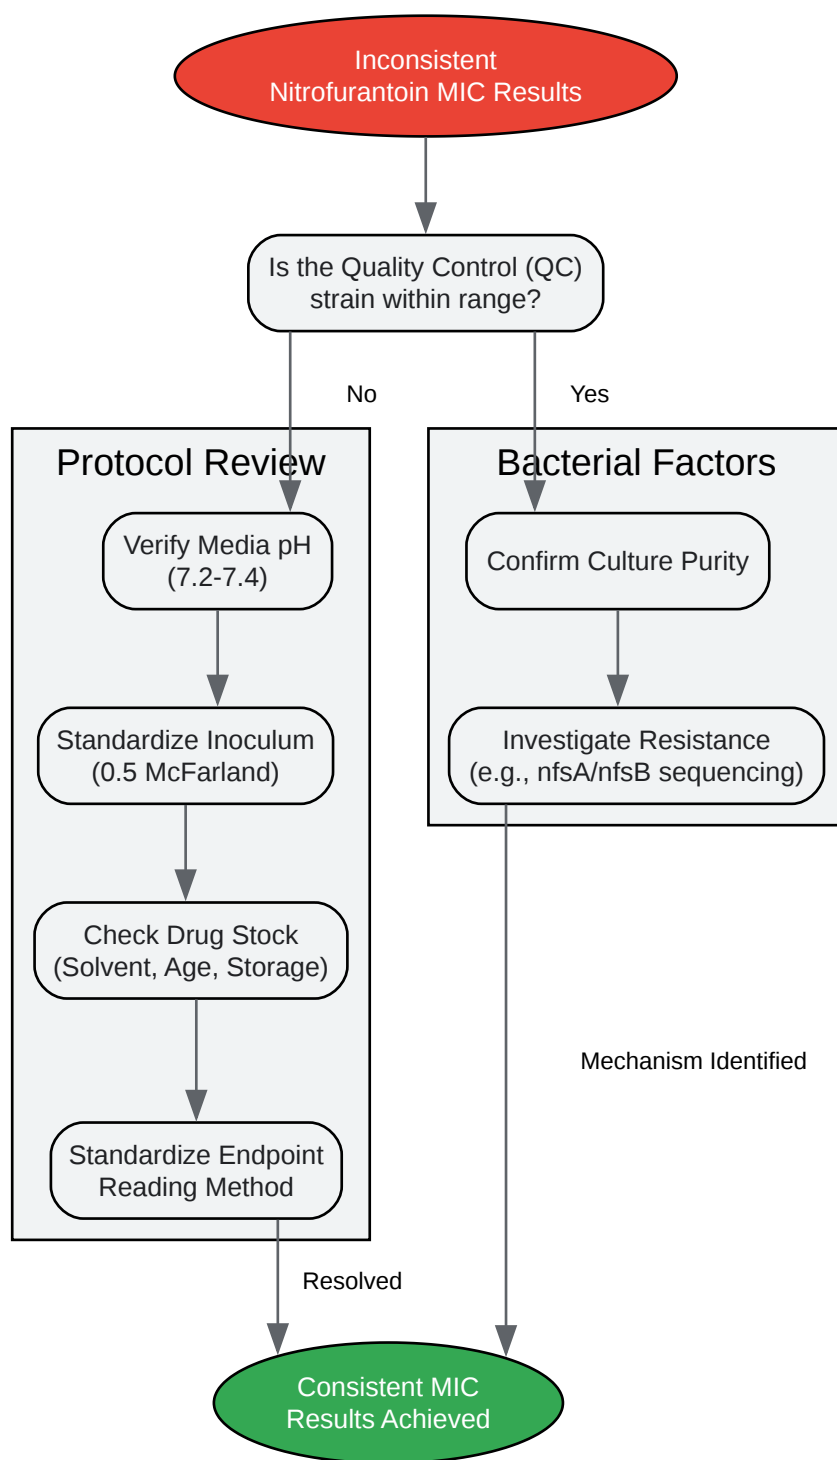 Inconsistent
Nitrofurantoin MIC Results
Is the Quality Control (QC)
strain within range?
No
Yes
Protocol Review
Verify Media pH
(7.2-7.4)
Standardize Inoculum
(0.5 McFarland)
Check Drug Stock
(Solvent, Age, Storage)
Standardize Endpoint
Reading Method
Resolved
Bacterial Factors
Confirm Culture Purity
Investigate Resistance
(e.g., nfsA/nfsB sequencing)
Mechanism Identified
Consistent MIC
Results Achieved